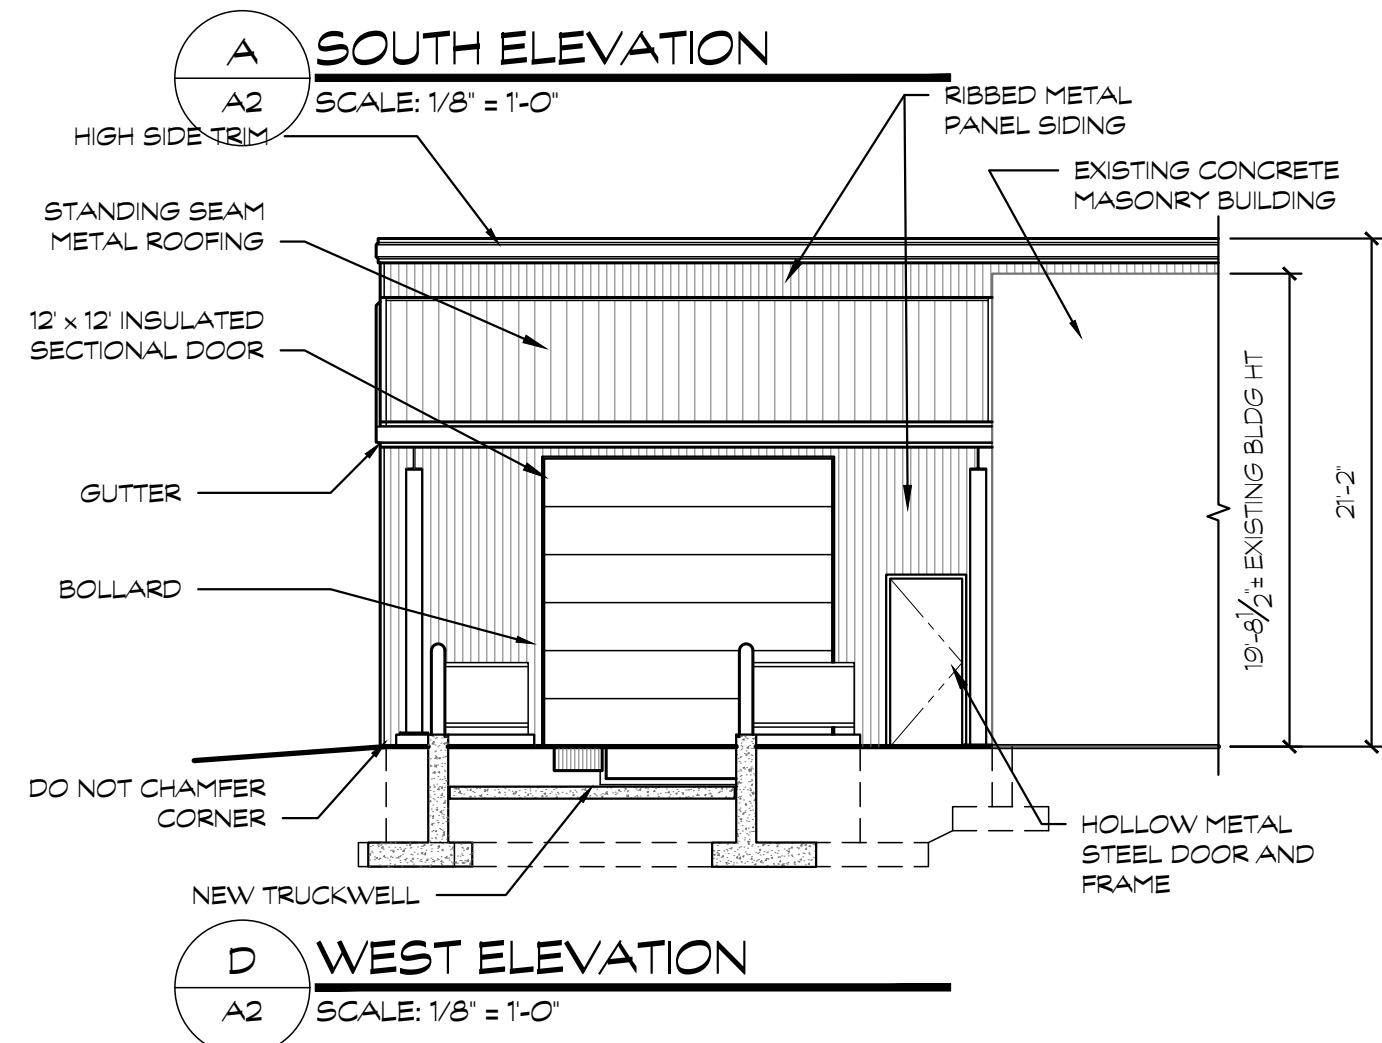 A
A2
SOUTH ELEVATION
SCALE: 1/8" = 1'-0"
HIGH SIDE TRIM
RIBBED METAL
PANEL SIDING
EXISTING CONCRETE
MASONRY BUILDING
STANDING SEAM
METAL ROOFING
12' x 12' INSULATED
SECTIONAL DOOR
GUTTER
BOLLARD
DO NOT CHAMFER
CORNER
NEW TRUCKWELL
HOLLOW METAL
STEEL DOOR AND
FRAME
19'-8 1/2"± EXISTING BLDG HT
21'-2"
D
A2
WEST ELEVATION
SCALE: 1/8" = 1'-0"